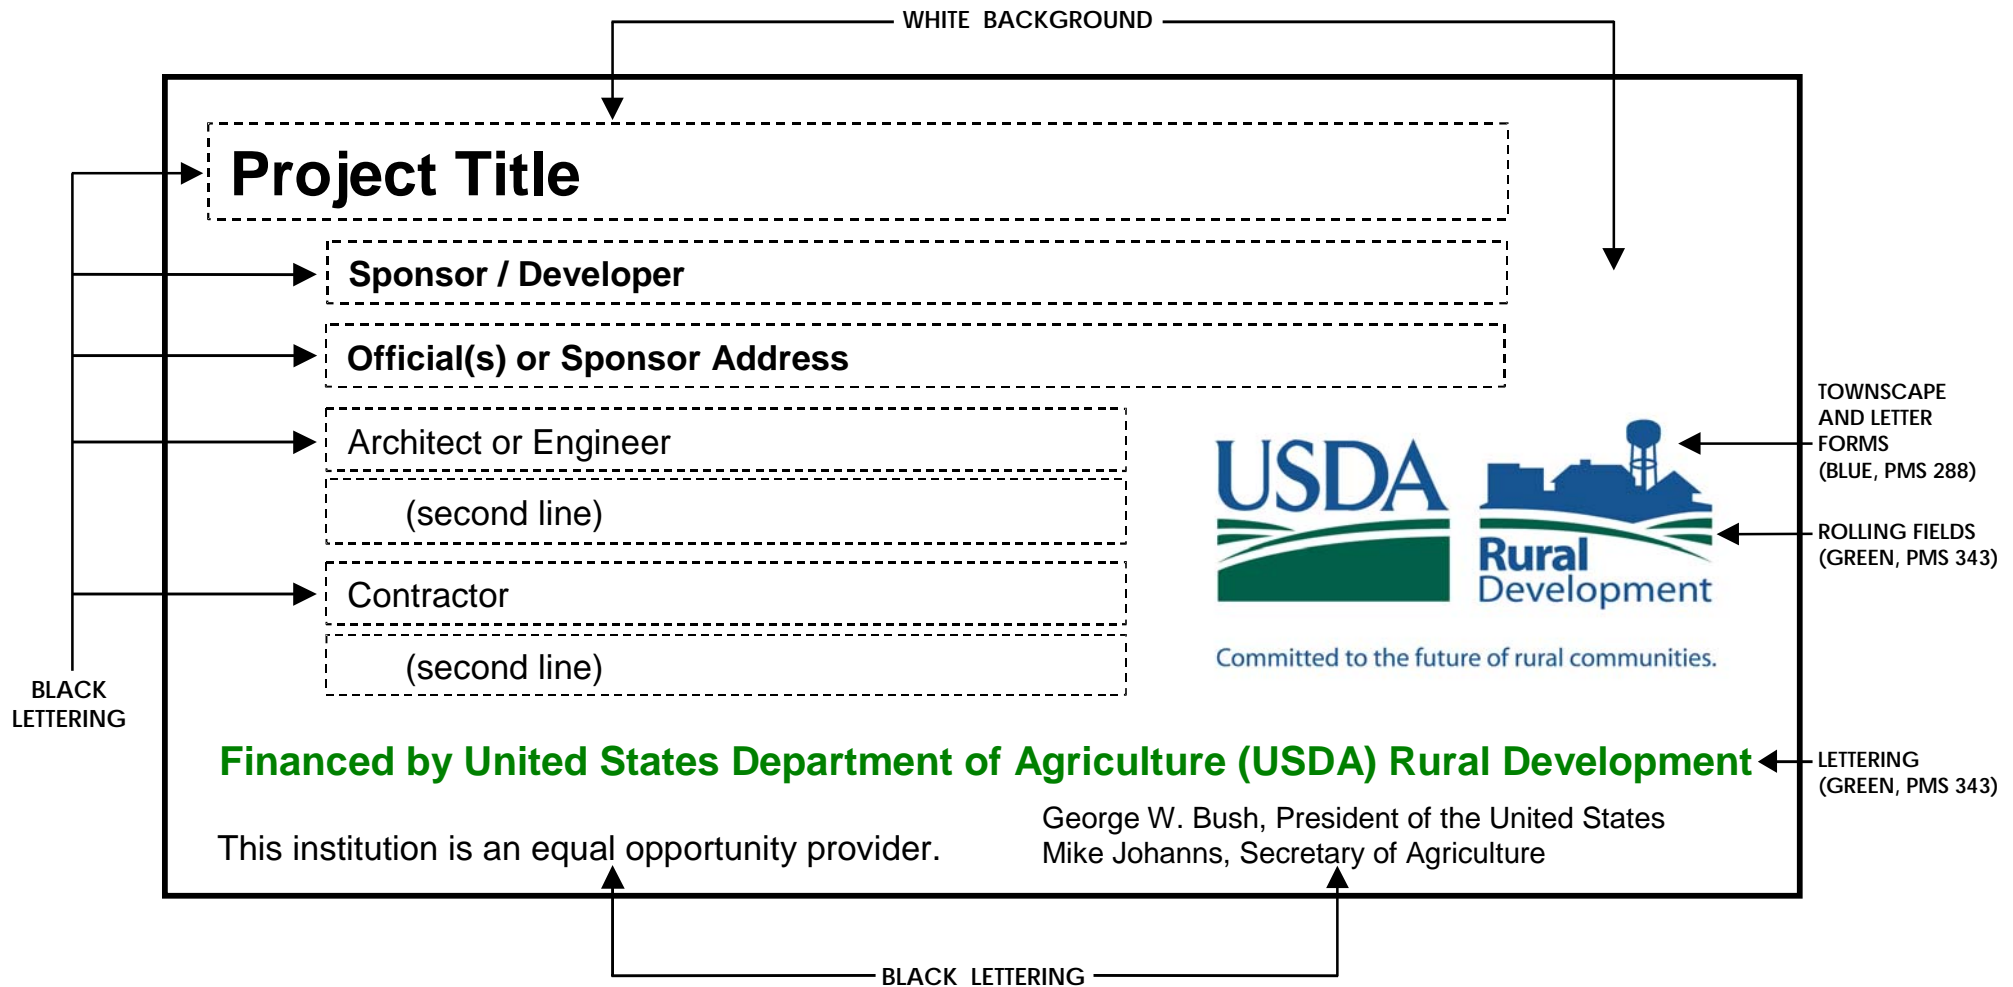 WHITE BACKGROUND
Project Title
Sponsor / Developer
Official(s) or Sponsor Address
Architect or Engineer
(second line)
Contractor
(second line)
BLACK
LETTERING
USDA
Rural
Development
Committed to the future of rural communities.
TOWNSCAPE
AND LETTER
FORMS
(BLUE, PMS 288)
ROLLING FIELDS
(GREEN, PMS 343)
Financed by United States Department of Agriculture (USDA) Rural Development
LETTERING
(GREEN, PMS 343)
This institution is an equal opportunity provider.
George W. Bush, President of the United States
Mike Johanns, Secretary of Agriculture
BLACK LETTERING